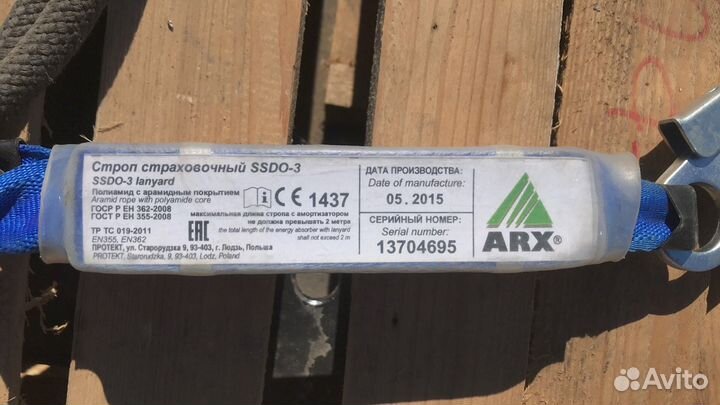 Строп страховочный SSDO-3
SSDO-3 lanyard
Полиамид с арамидным покрытием
Aramid rope with polyamide core
ГОСР Р ЕН 362-2008
ГОСТ Р ЕН 355-2008
ТР ТС 019-2011
EN355, EN362
PROTEKT, ул. Старорудска 9, 93-403, г. Лодзь, Польша
PROTEKT, Starorudzka, 9, 93-403, Lodz, Poland
i CE 1437
максимальная длина стропа с амортизатором
не должна превышать 2 метра
EAC
the total length of the energy absorber with lanyard
shall not exceed 2 m
ДАТА ПРОИЗВОДСТВА:
Date of manufacture:
05.2015
СЕРИЙНЫЙ НОМЕР:
Serial number:
13704695
ARX®
Avito